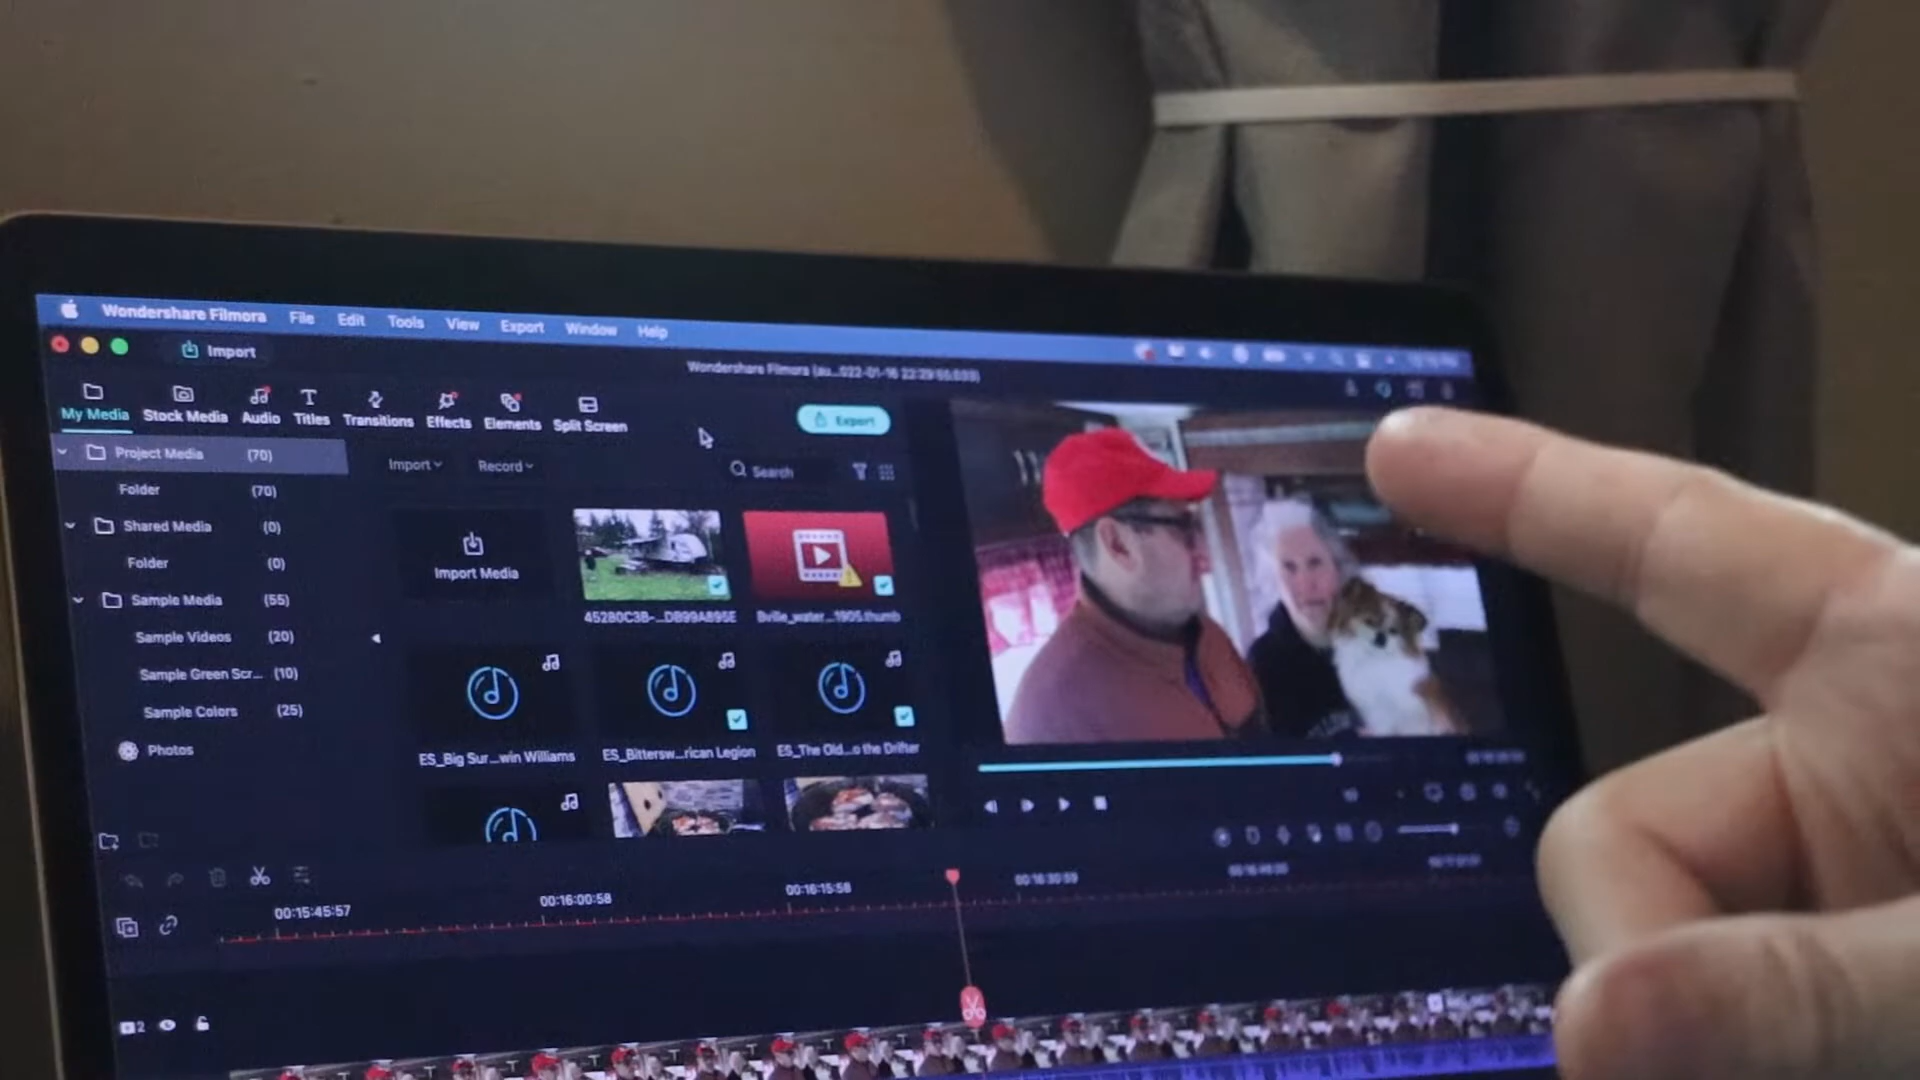 Wondershare Filmora File Edit Tools View Export Window Help
Import
Wondershare Filmora (au...022-01-16 22:29:55.033)
My Media Stock Media Audio Titles Transitions Effects Elements Split Screen
Export
Project Media (70)
Import Record Search
Folder (70)
Shared Media (0)
Folder (0)
Sample Media (55)
Sample Videos (20)
Sample Green Scr... (10)
Sample Colors (25)
Photos
Import Media
45280C3B-...DB99A895E
Bville_water...1905.thumb
ES_Big Sur...win Williams
ES_Bittersw...rican Legion
ES_The Old...o the Drifter
00:15:45:57
00:16:00:58
00:16:15:58
00:16:30:59
2